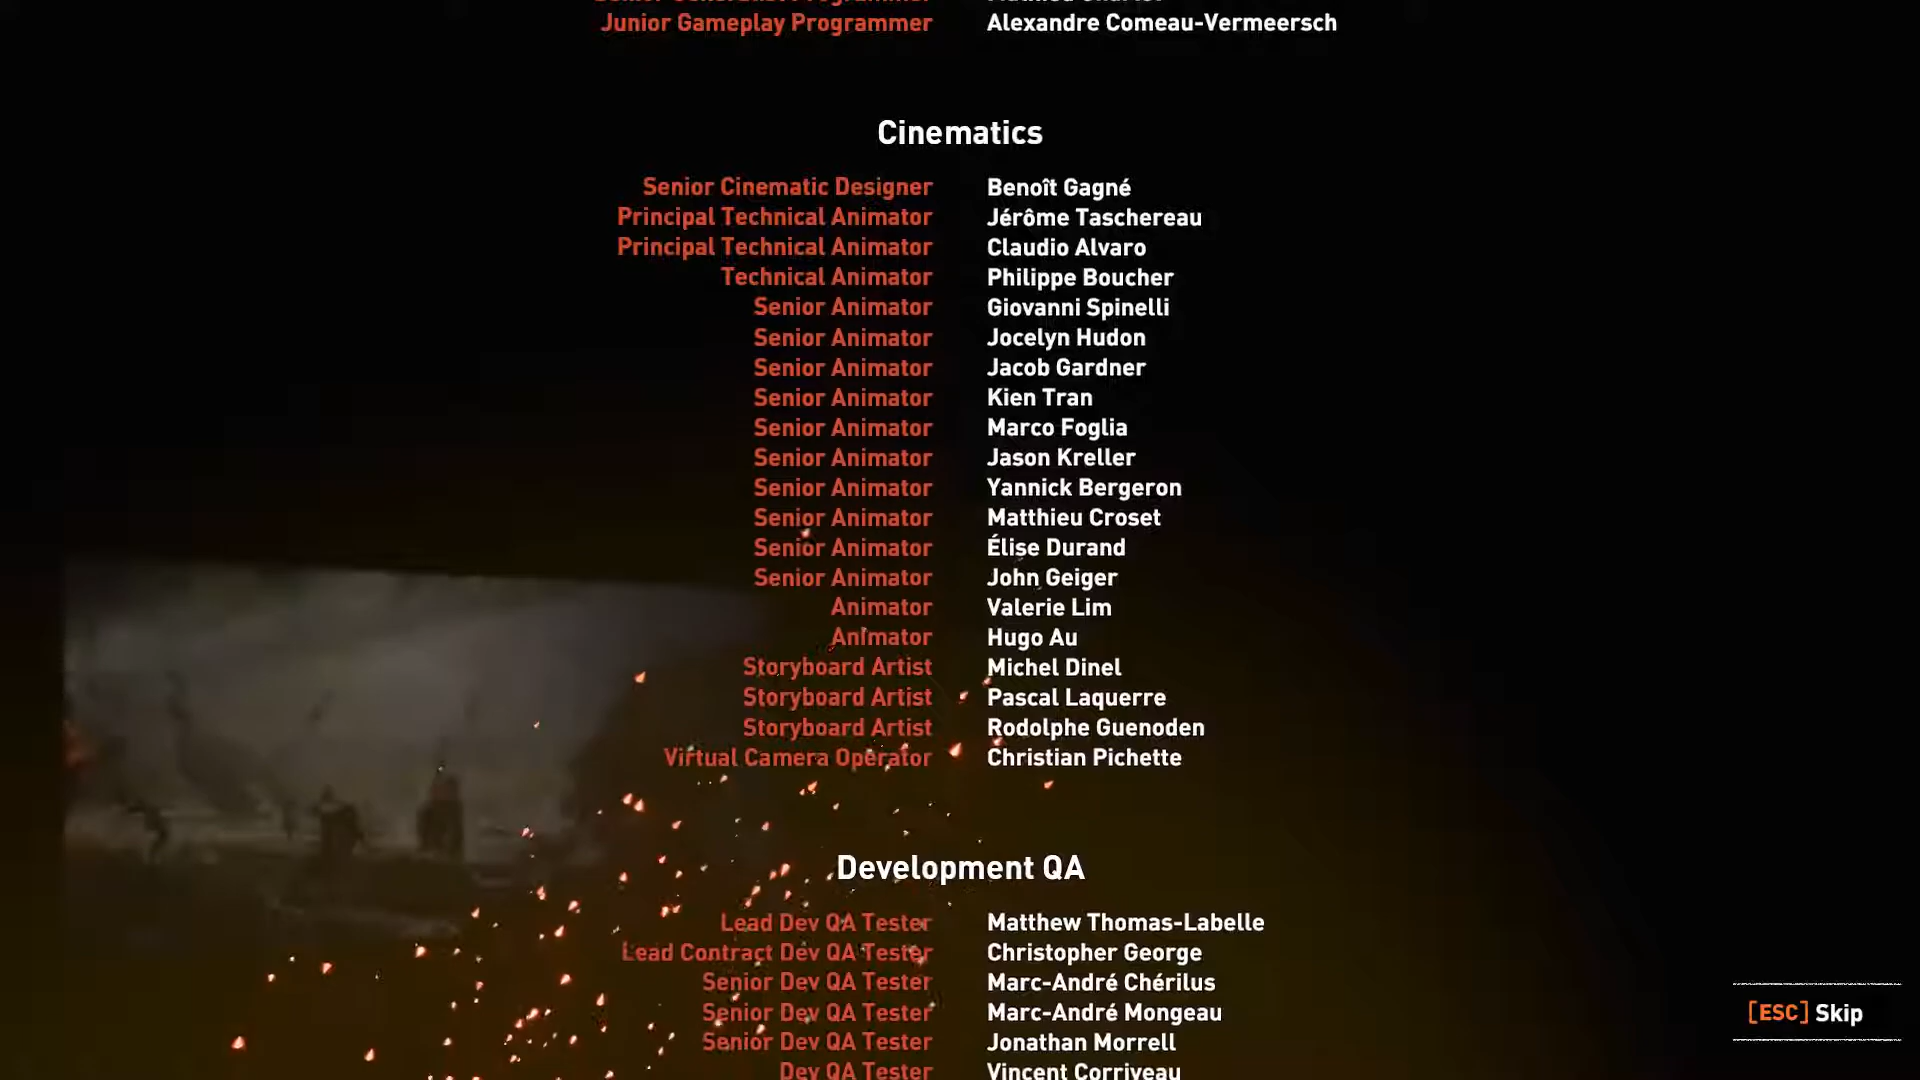 Junior Gameplay Programmer Alexandre Comeau-Vermeersch
Cinematics
Senior Cinematic Designer Benoît Gagné
Principal Technical Animator Jérôme Taschereau
Principal Technical Animator Claudio Alvaro
Technical Animator Philippe Boucher
Senior Animator Giovanni Spinelli
Senior Animator Jocelyn Hudon
Senior Animator Jacob Gardner
Senior Animator Kien Tran
Senior Animator Marco Foglia
Senior Animator Jason Kreller
Senior Animator Yannick Bergeron
Senior Animator Matthieu Croset
Senior Animator Élise Durand
Senior Animator John Geiger
Animator Valerie Lim
Animator Hugo Au
Storyboard Artist Michel Dinel
Storyboard Artist Pascal Laquerre
Storyboard Artist Rodolphe Guenoden
Virtual Camera Operator Christian Pichette
Development QA
Lead Dev QA Tester Matthew Thomas-Labelle
Lead Contract Dev QA Tester Christopher George
Senior Dev QA Tester Marc-André Chérilus
Senior Dev QA Tester Marc-André Mongeau
Senior Dev QA Tester Jonathan Morrell
Dev QA Tester Vincent Corriveau
[ESC] Skip